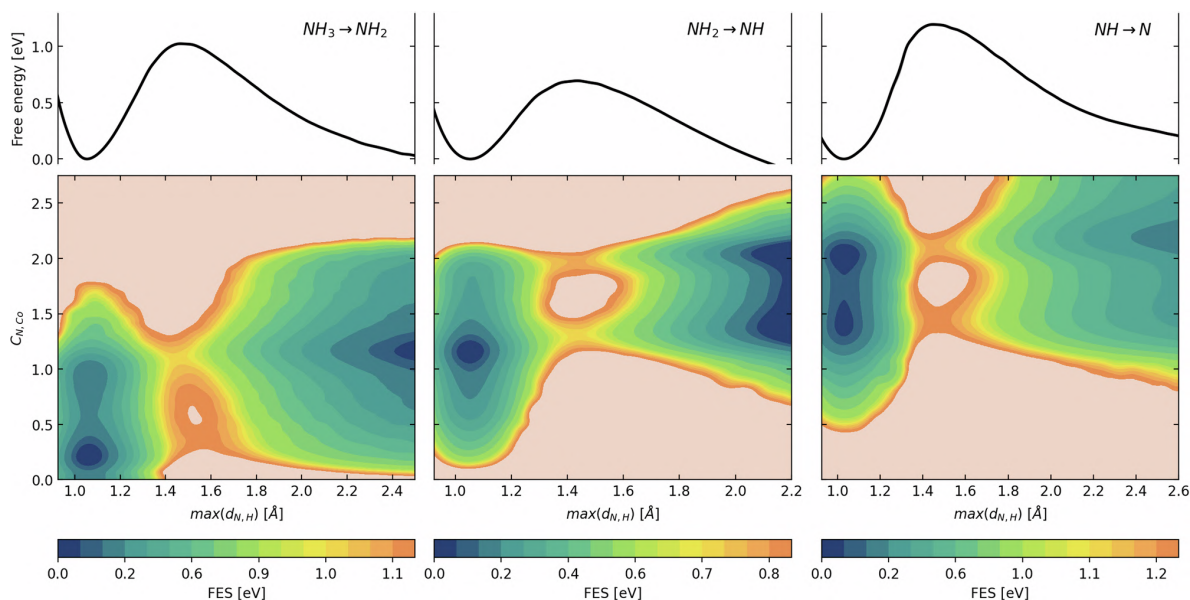 NH₃→NH₂
NH₂→NH
NH→N
Free energy [eV]
1.0
0.5
0.0
C_{N,Co}
2.5
2.0
1.5
1.0
0.5
0.0
1.0 1.2 1.4 1.6 1.8 2.0 2.2 2.4
1.0 1.2 1.4 1.6 1.8 2.0 2.2
1.0 1.2 1.4 1.6 1.8 2.0 2.2 2.4 2.6
max(d_{N,H}) [Å]
max(d_{N,H}) [Å]
max(d_{N,H}) [Å]
0.0 0.2 0.6 0.9 1.0 1.1
0.0 0.2 0.4 0.6 0.7 0.8
0.0 0.2 0.6 1.0 1.1 1.2
FES [eV]
FES [eV]
FES [eV]